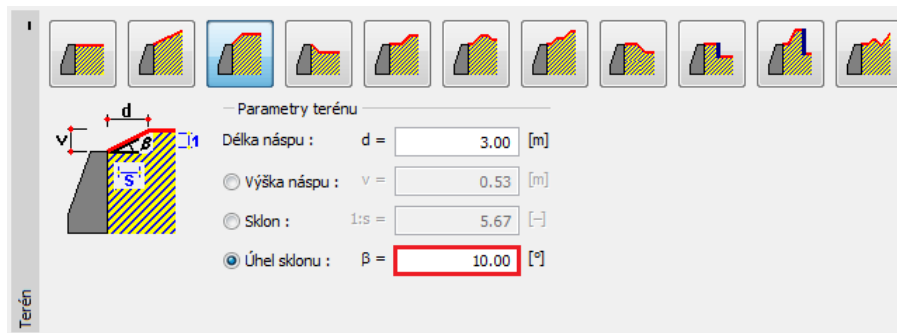 d
v
β
1
S
Parametry terénu
Délka náspu : d = 3.00 [m]
Výška náspu : v = 0.53 [m]
Sklon : 1:s = 5.67 [-]
Úhel sklonu : β = 10.00 [°]
Terén